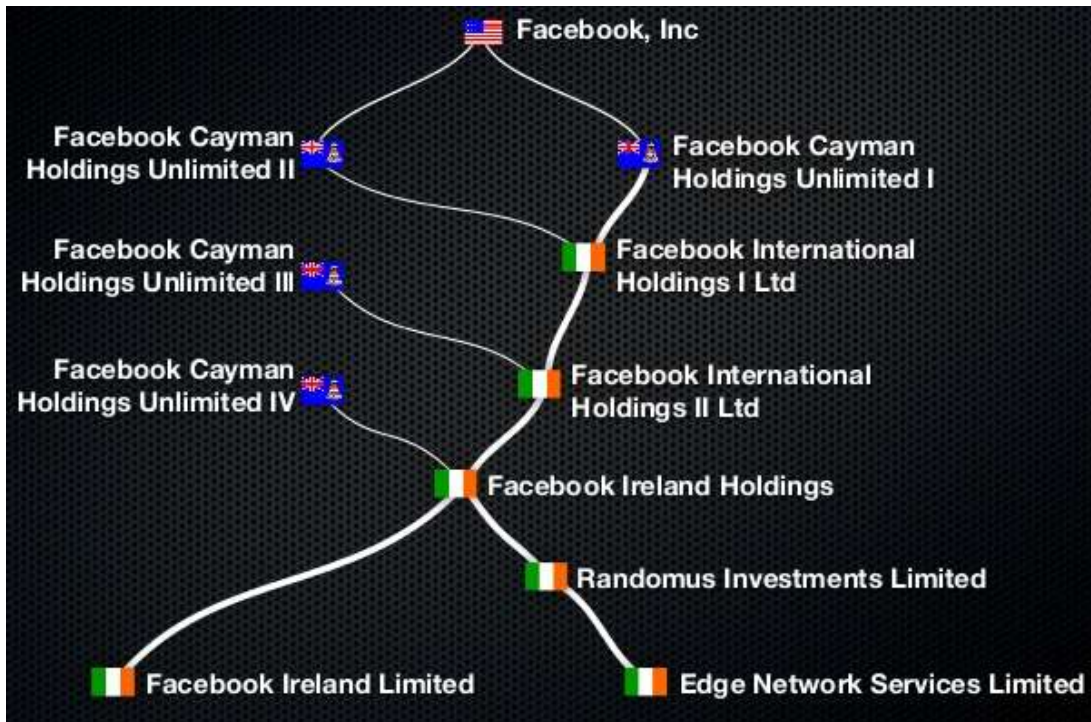 Facebook, Inc
Facebook Cayman
Holdings Unlimited II
Facebook Cayman
Holdings Unlimited I
Facebook International
Holdings I Ltd
Facebook Cayman
Holdings Unlimited III
Facebook Cayman
Holdings Unlimited IV
Facebook International
Holdings II Ltd
Facebook Ireland Holdings
Randomus Investments Limited
Facebook Ireland Limited
Edge Network Services Limited